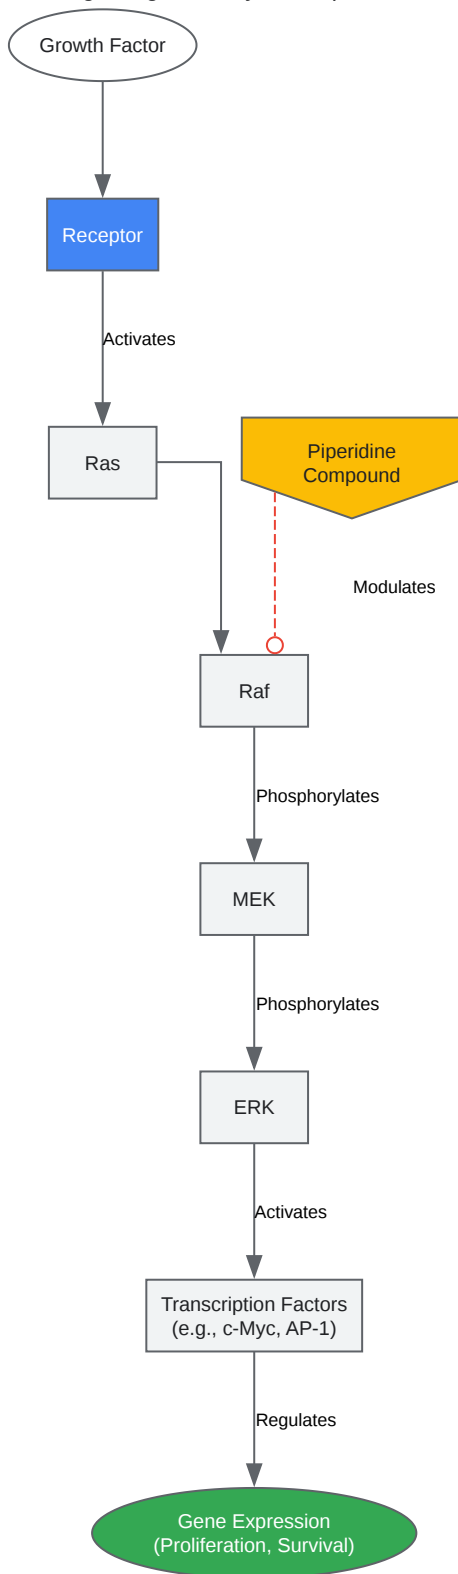 Growth Factor
Receptor
Activates
Ras
Piperidine
Compound
Modulates
Raf
Phosphorylates
MEK
Phosphorylates
ERK
Activates
Transcription Factors
(e.g., c-Myc, AP-1)
Regulates
Gene Expression
(Proliferation, Survival)